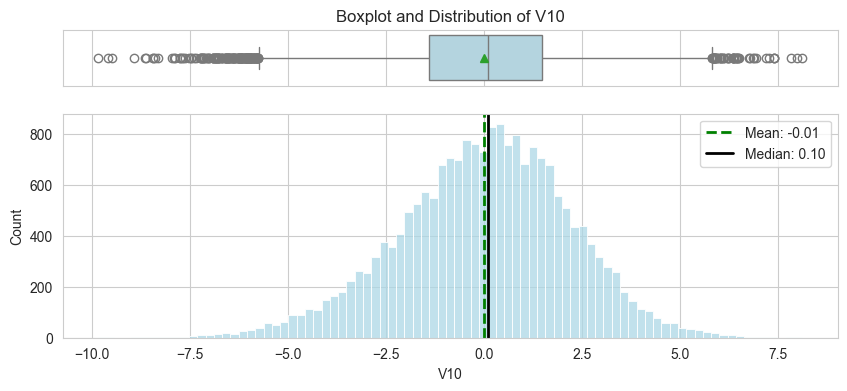 Boxplot and Distribution of V10
Mean: -0.01
Median: 0.10
800
600
400
200
0
Count
-10.0 -7.5 -5.0 -2.5 0.0 2.5 5.0 7.5
V10